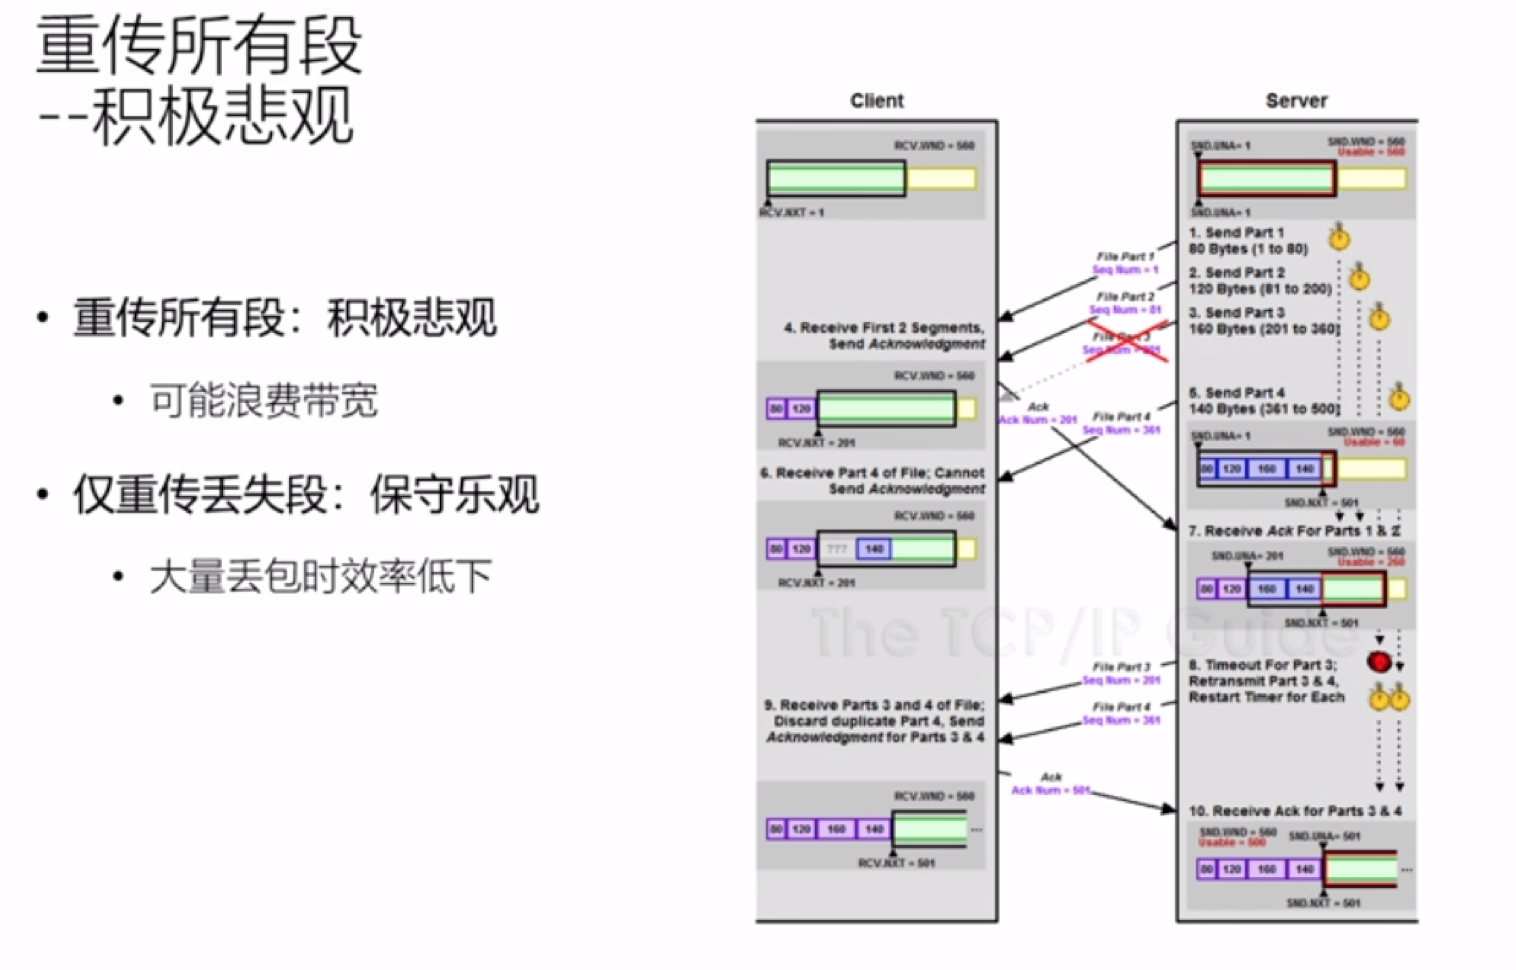 重传所有段
--积极悲观
• 重传所有段：积极悲观
• 可能浪费带宽
• 仅重传丢失段：保守乐观
• 大量丢包时效率低下
Client
Server
RCV.WND = 560
RCV.NXT = 1
SND.UNA= 1
SND.WND = 560
Usable = 560
SND.UNA= 1
1. Send Part 1
80 Bytes (1 to 80)
File Part 1
Seq Num = 1
2. Send Part 2
120 Bytes (81 to 200)
File Part 2
Seq Num = 81
3. Send Part 3
160 Bytes (201 to 360)
File Part 3
Seq Num = 201
4. Receive First 2 Segments,
Send Acknowledgment
RCV.WND = 560
80 120
RCV.NXT = 201
Ack
Ack Num = 201
5. Send Part 4
140 Bytes (361 to 500)
File Part 4
Seq Num = 361
SND.UNA= 1
SND.WND = 560
Usable = 60
80 120 160 140
SND.NXT = 501
6. Receive Part 4 of File; Cannot
Send Acknowledgment
RCV.WND = 560
80 120 ??? 140
RCV.NXT = 201
7. Receive Ack For Parts 1 & 2
SND.UNA= 201
SND.WND = 560
Usable = 260
80 120 160 140
SND.NXT = 501
The TCP/IP Guide
8. Timeout For Part 3;
Retransmit Part 3 & 4,
Restart Timer for Each
File Part 3
Seq Num = 201
File Part 4
Seq Num = 361
9. Receive Parts 3 and 4 of File;
Discard duplicate Part 4, Send
Acknowledgment for Parts 3 & 4
RCV.WND = 560
80 120 160 140 ...
RCV.NXT = 501
Ack
Ack Num = 501
10. Receive Ack for Parts 3 & 4
SND.WND = 560
Usable = 500
SND.UNA= 501
80 120 160 140 ...
SND.NXT = 501